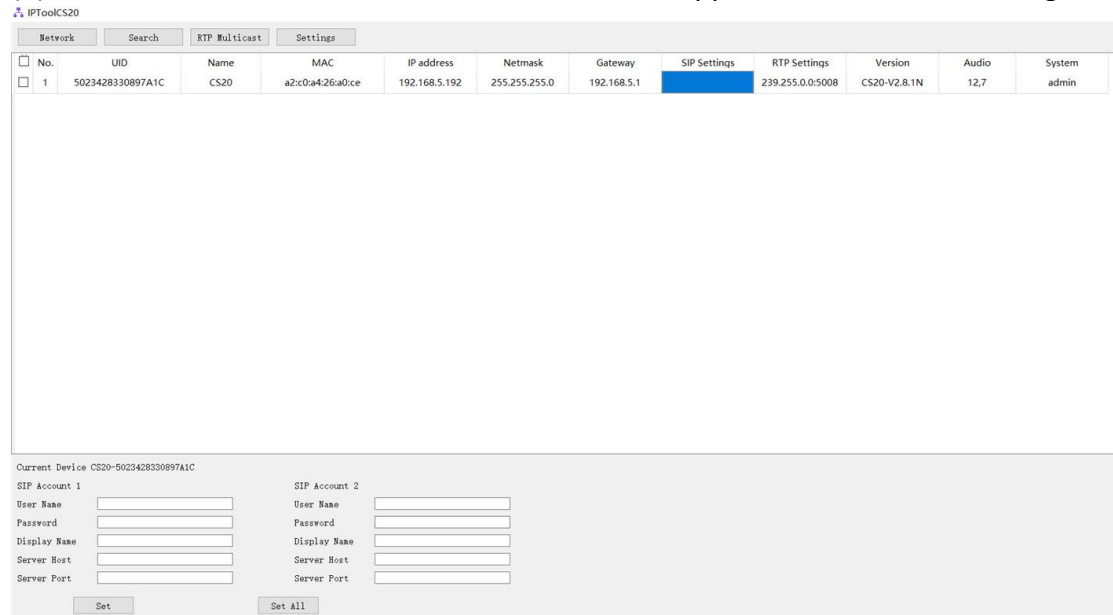 IPToolCS20
Network Search RTP Multicast Settings
No. UID Name MAC IP address Netmask Gateway SIP Settings RTP Settings Version Audio System
1 5023428330897A1C CS20 a2:c0:a4:26:a0:ce 192.168.5.192 255.255.255.0 192.168.5.1 239.255.0.0:5008 CS20-V2.8.1N 12,7 admin
Current Device CS20-5023428330897A1C
SIP Account 1 SIP Account 2
User Name User Name
Password Password
Display Name Display Name
Server Host Server Host
Server Port Server Port
Set Set All